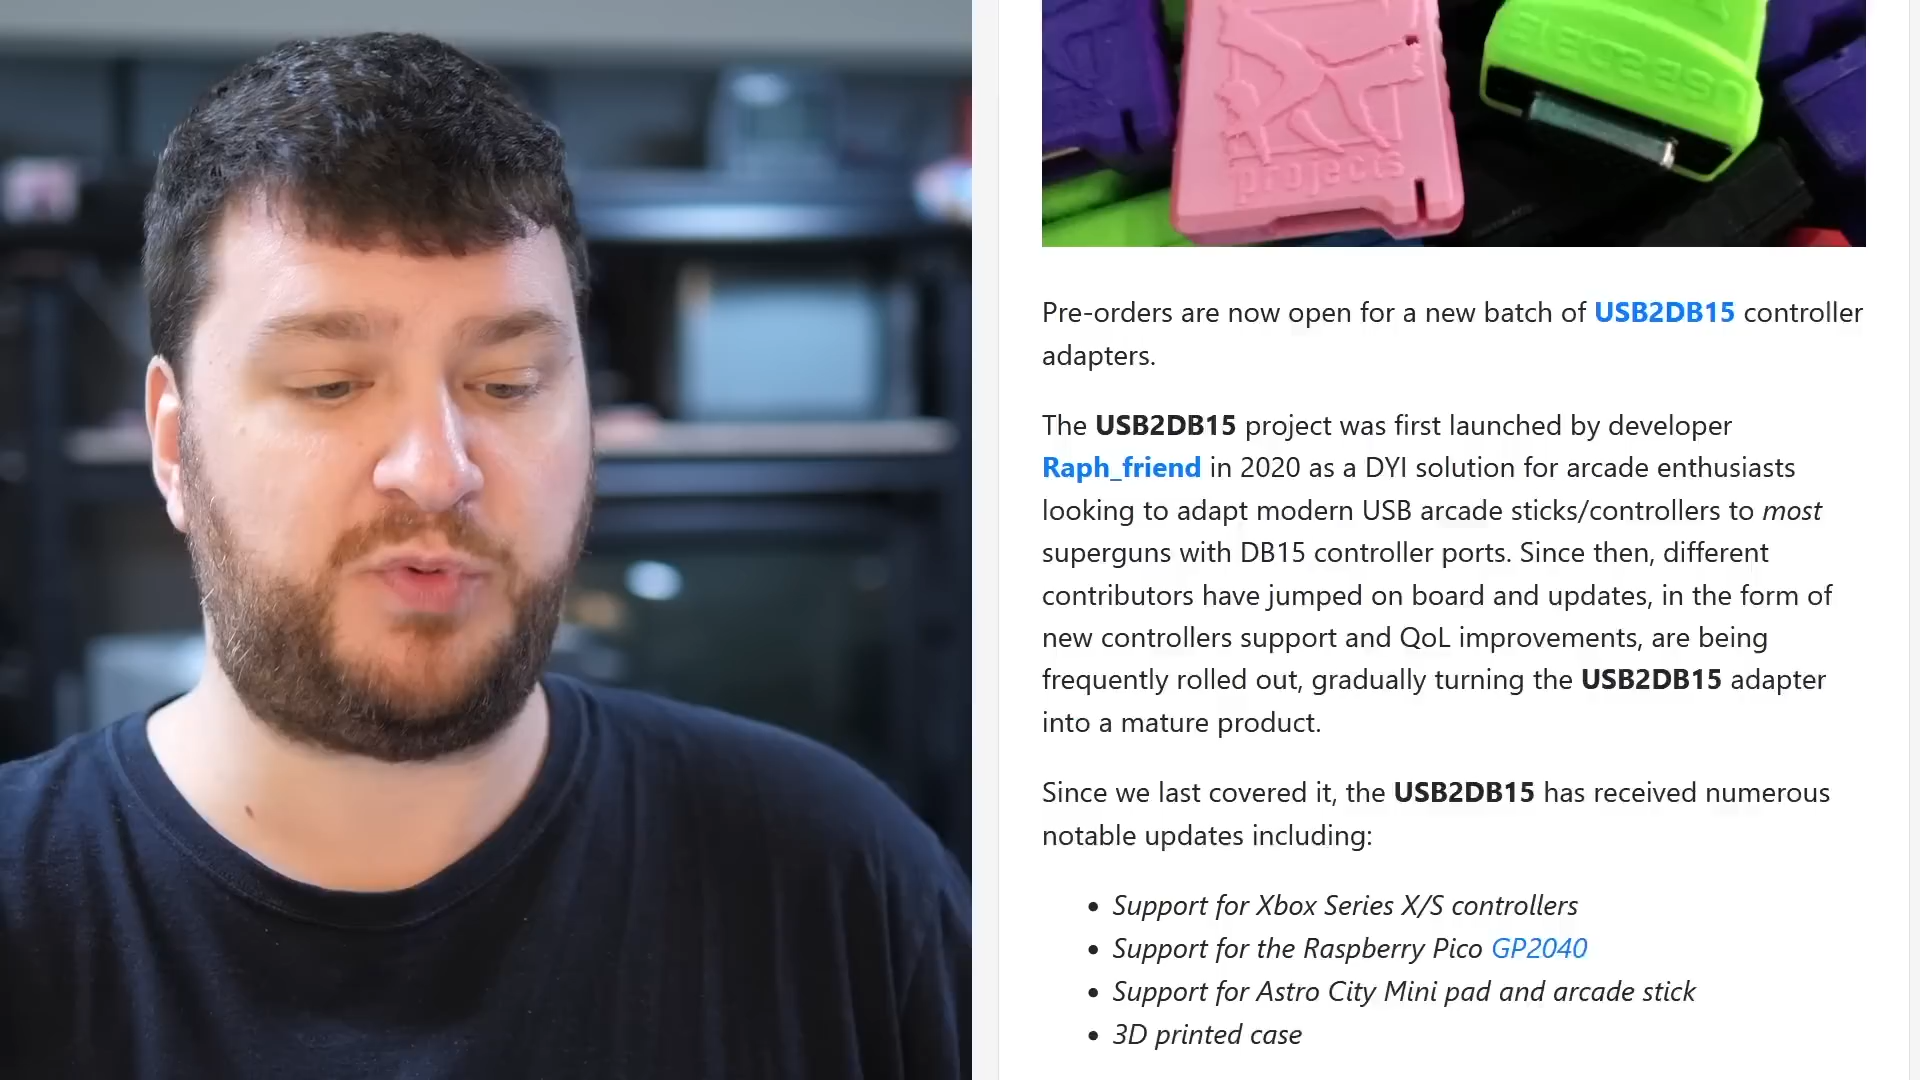 projects
USB2DB15
Pre-orders are now open for a new batch of USB2DB15 controller
adapters.
The USB2DB15 project was first launched by developer
Raph_friend in 2020 as a DYI solution for arcade enthusiasts
looking to adapt modern USB arcade sticks/controllers to most
superguns with DB15 controller ports. Since then, different
contributors have jumped on board and updates, in the form of
new controllers support and QoL improvements, are being
frequently rolled out, gradually turning the USB2DB15 adapter
into a mature product.
Since we last covered it, the USB2DB15 has received numerous
notable updates including:
• Support for Xbox Series X/S controllers
• Support for the Raspberry Pico GP2040
• Support for Astro City Mini pad and arcade stick
• 3D printed case